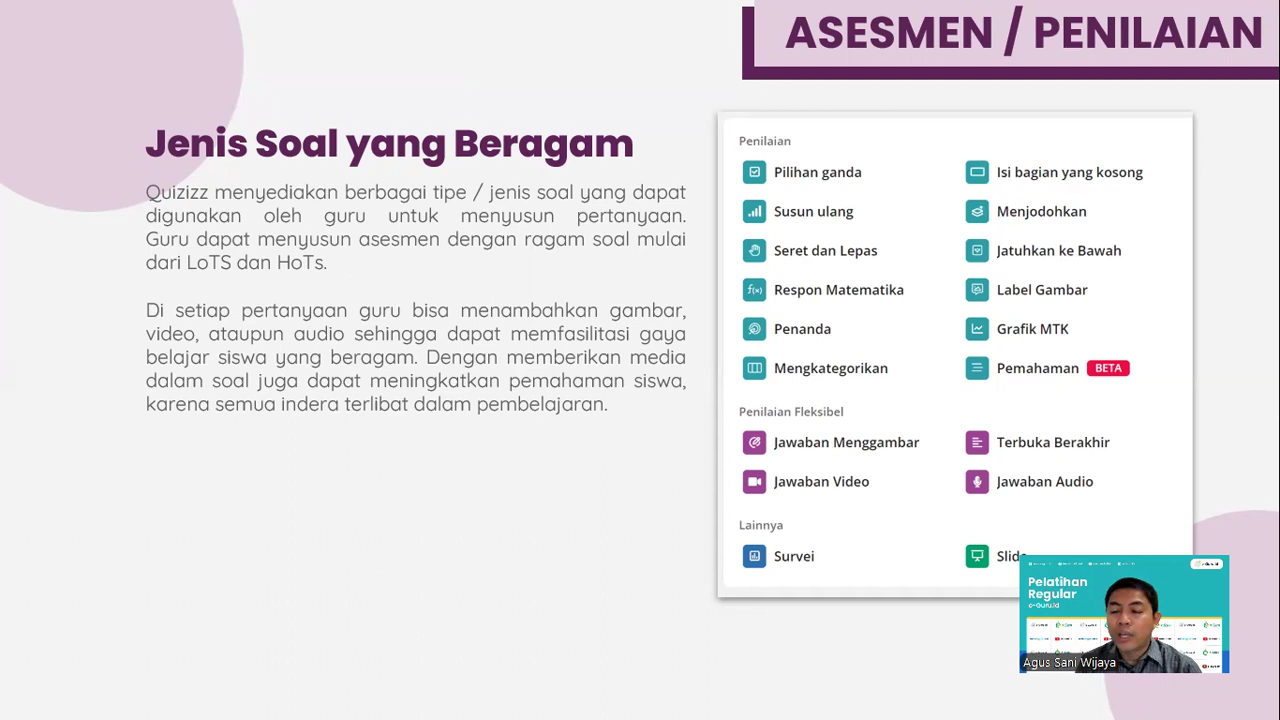 ASESMEN / PENILAIAN
Jenis Soal yang Beragam
Quizizz menyediakan berbagai tipe / jenis soal yang dapat
digunakan oleh guru untuk menyusun pertanyaan.
Guru dapat menyusun asesmen dengan ragam soal mulai
dari LoTS dan HoTs.
Di setiap pertanyaan guru bisa menambahkan gambar,
video, ataupun audio sehingga dapat memfasilitasi gaya
belajar siswa yang beragam. Dengan memberikan media
dalam soal juga dapat meningkatkan pemahaman siswa,
karena semua indera terlibat dalam pembelajaran.
Penilaian
Pilihan ganda
Isi bagian yang kosong
Susun ulang
Menjodohkan
Seret dan Lepas
Jatuhkan ke Bawah
f(x) Respon Matematika
Label Gambar
Penanda
Grafik MTK
Mengkategorikan
Pemahaman BETA
Penilaian Fleksibel
Jawaban Menggambar
Terbuka Berakhir
Jawaban Video
Jawaban Audio
Lainnya
Survei
Slide
Pelatihan
Regular
e-Guru.id
Agus Sani Wijaya